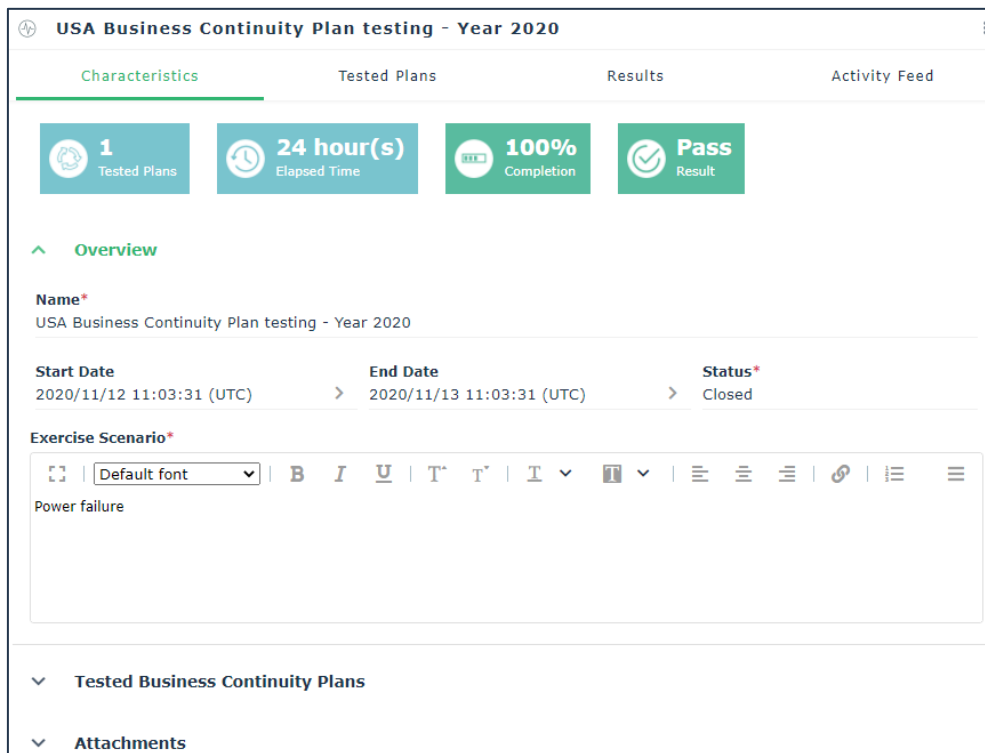 USA Business Continuity Plan testing - Year 2020
Characteristics Tested Plans Results Activity Feed
1 24 hour(s) 100% Pass
Tested Plans Elapsed Time Completion Result
Overview
Name*
USA Business Continuity Plan testing - Year 2020
Start Date End Date Status*
2020/11/12 11:03:31 (UTC) 2020/11/13 11:03:31 (UTC) Closed
Exercise Scenario*
Default font B I U T T T T
Power failure
Tested Business Continuity Plans
Attachments